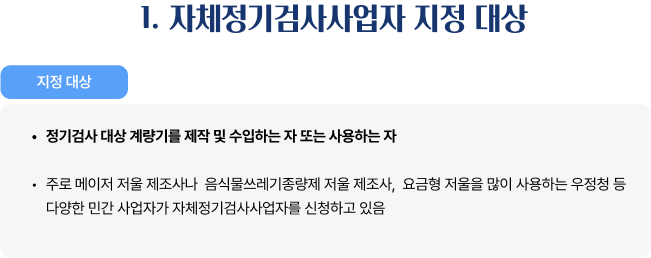 1. 자체정기검사사업자 지정 대상
지정 대상
• 정기검사 대상 계량기를 제작 및 수입하는 자 또는 사용하는 자
• 주로 메이저 저울 제조사나 음식물쓰레기종량제 저울 제조사, 요금형 저울을 많이 사용하는 우정청 등
다양한 민간 사업자가 자체정기검사사업자를 신청하고 있음